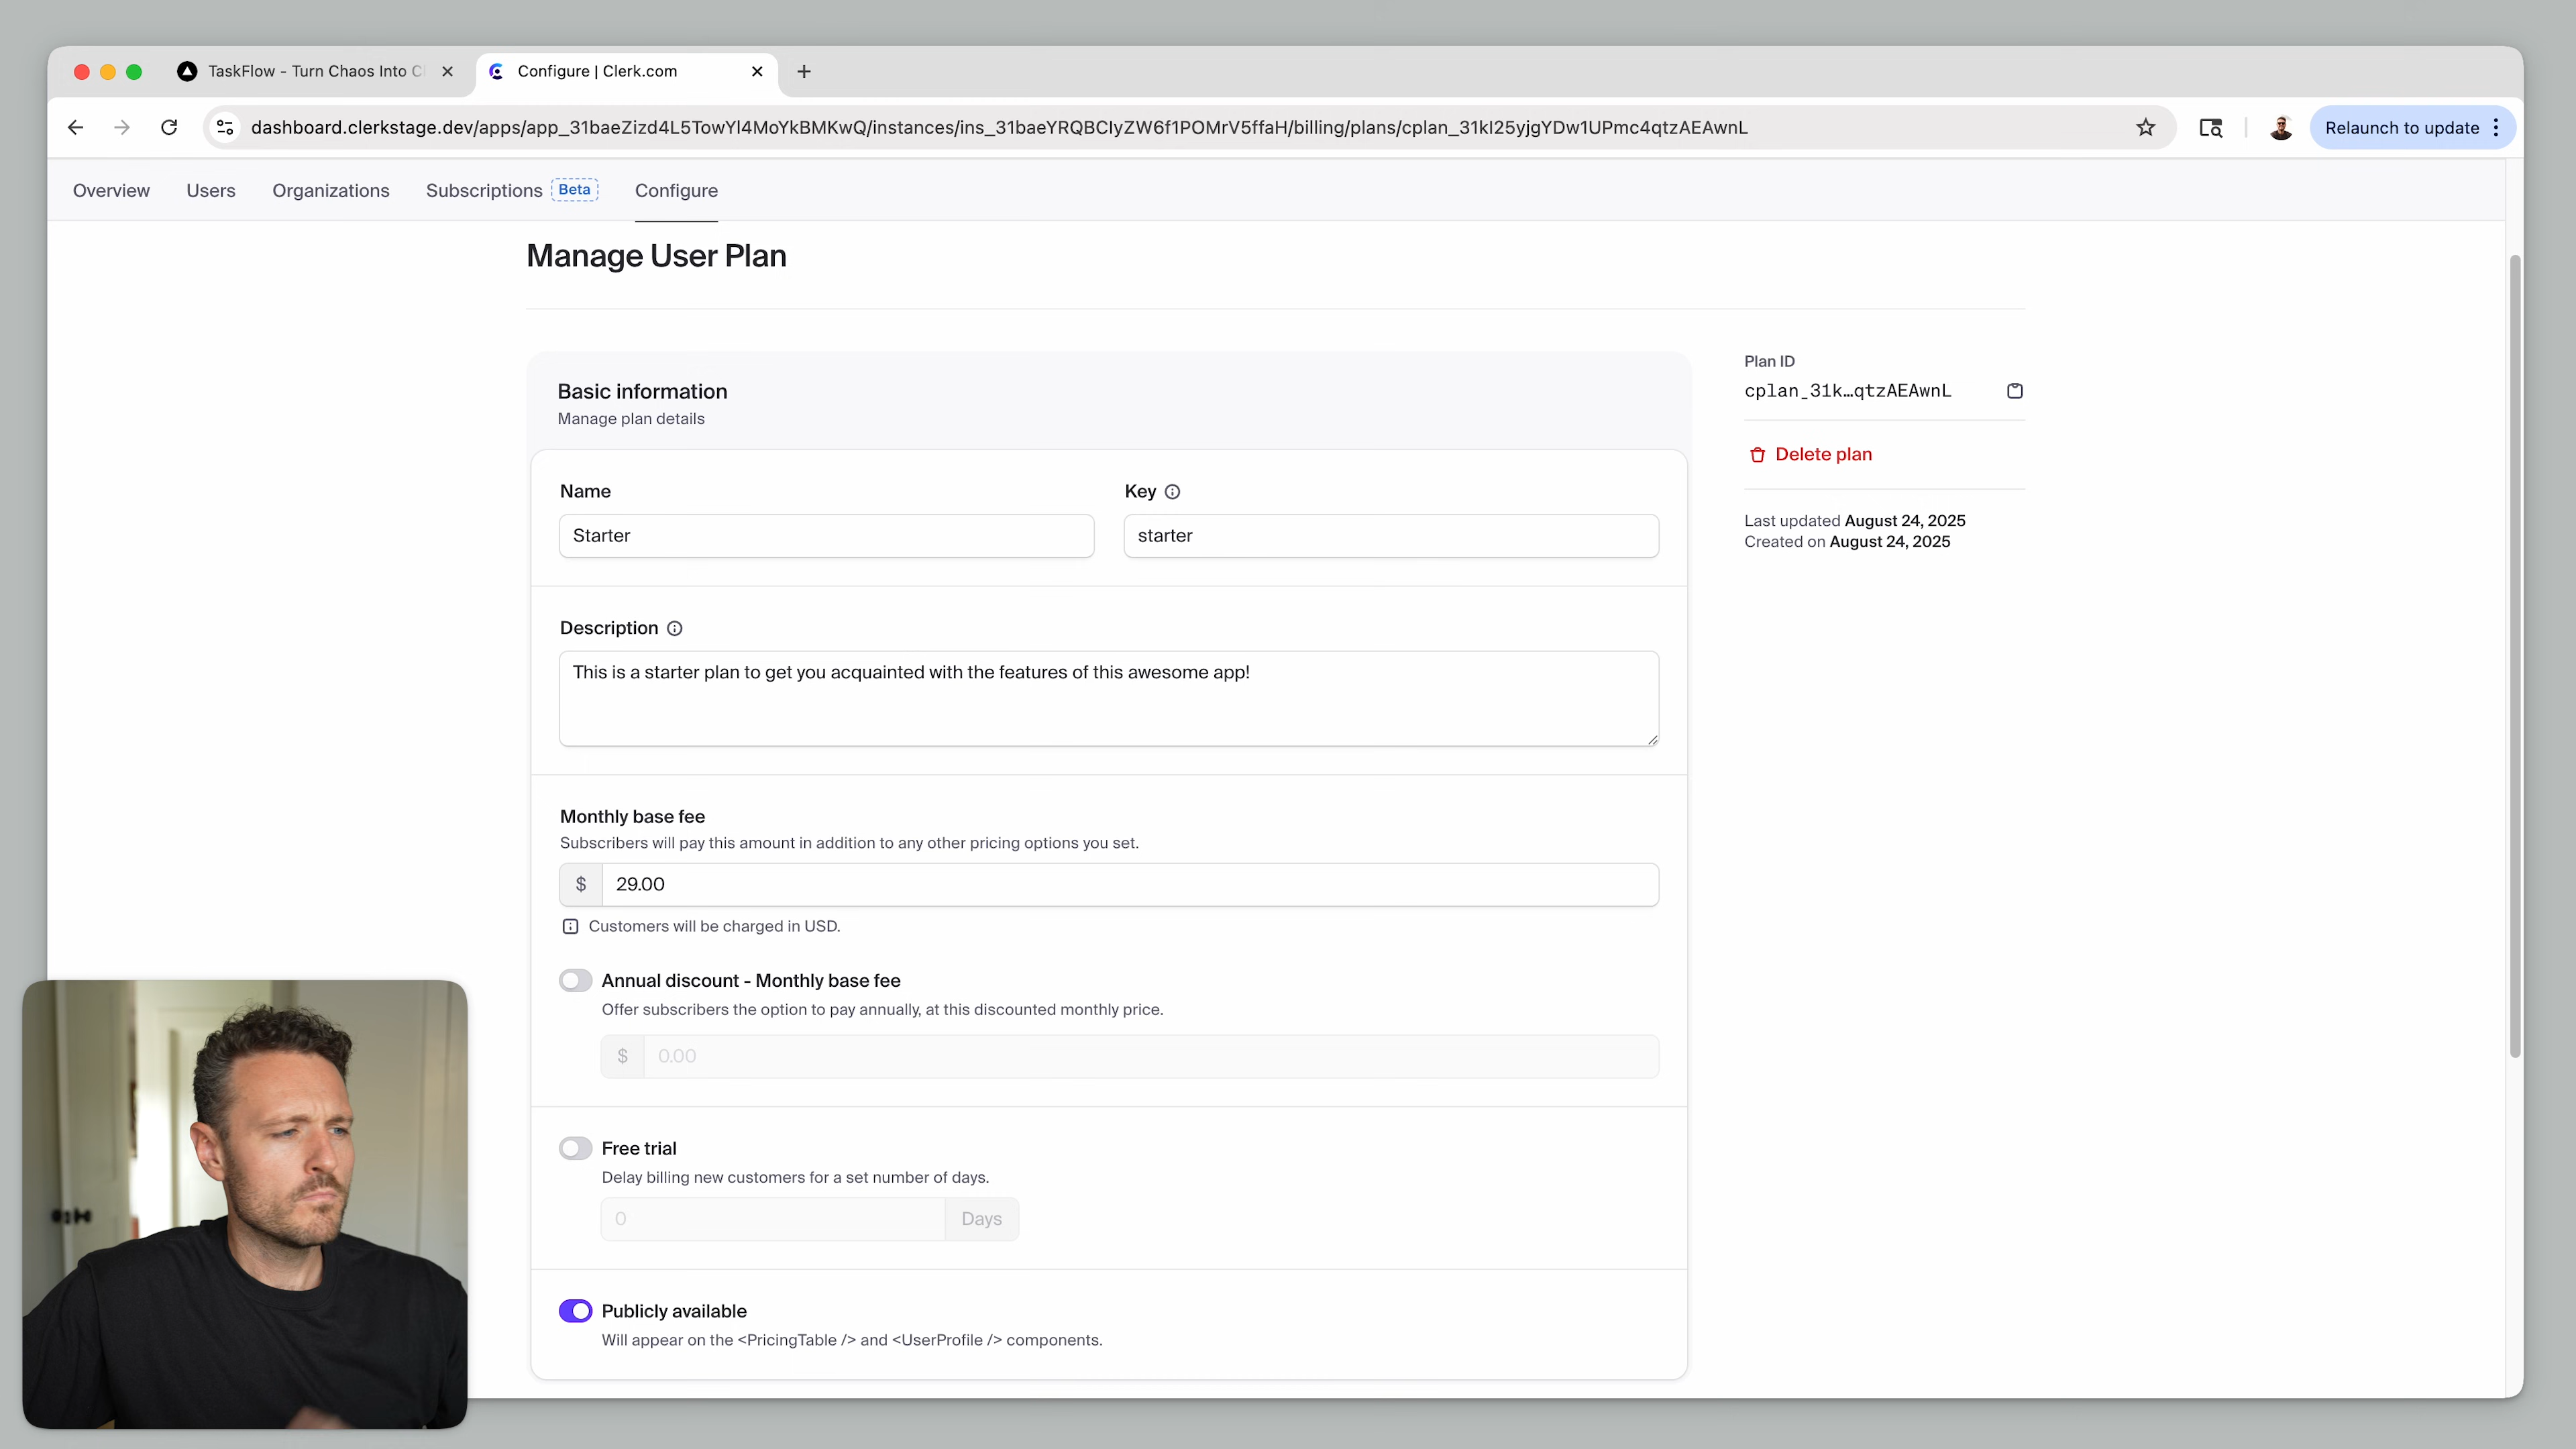 TaskFlow - Turn Chaos Into C
Configure | Clerk.com
dashboard.clerkstage.dev/apps/app_31baeZizd4L5TowYl4MoYkBMKwQ/instances/ins_31baeYRQBCIyZW6f1POMrV5ffaH/billing/plans/cplan_31kI25yjgYDw1UPmc4qtzAEAwnL
Relaunch to update
Overview
Users
Organizations
Subscriptions Beta
Configure
Manage User Plan
Basic information
Manage plan details
Name
Key
Starter
starter
Description
This is a starter plan to get you acquainted with the features of this awesome app!
Monthly base fee
Subscribers will pay this amount in addition to any other pricing options you set.
$ 29.00
Customers will be charged in USD.
Annual discount - Monthly base fee
Offer subscribers the option to pay annually, at this discounted monthly price.
$ 0.00
Free trial
Delay billing new customers for a set number of days.
0 Days
Publicly available
Will appear on the <PricingTable /> and <UserProfile /> components.
Plan ID
cplan_31k…qtzAEAwnL
Delete plan
Last updated August 24, 2025
Created on August 24, 2025